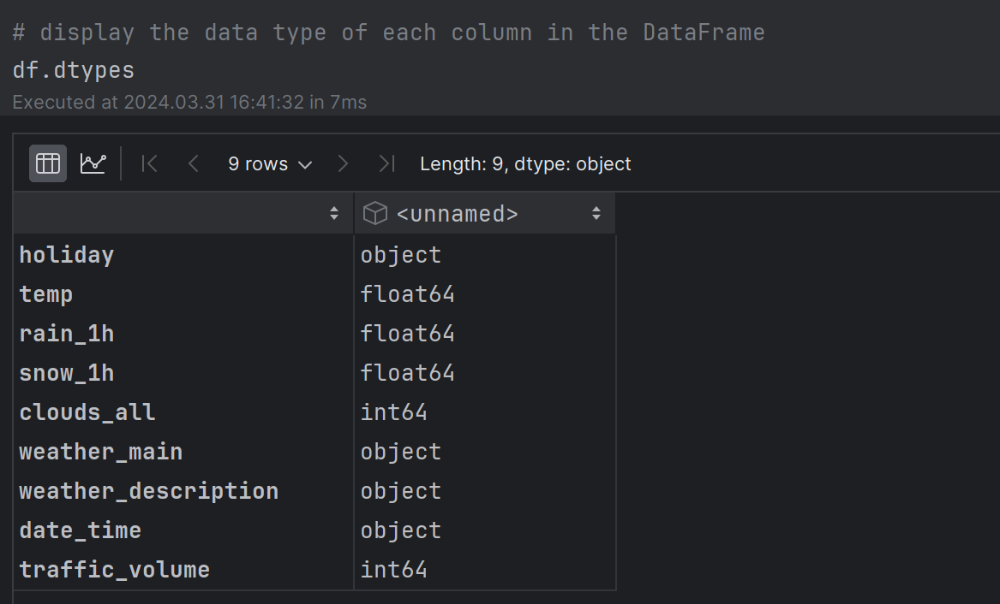 # display the data type of each column in the DataFrame
df.dtypes
Executed at 2024.03.31 16:41:32 in 7ms
9 rows Length: 9, dtype: object
<unnamed>
holiday object
temp float64
rain_1h float64
snow_1h float64
clouds_all int64
weather_main object
weather_description object
date_time object
traffic_volume int64